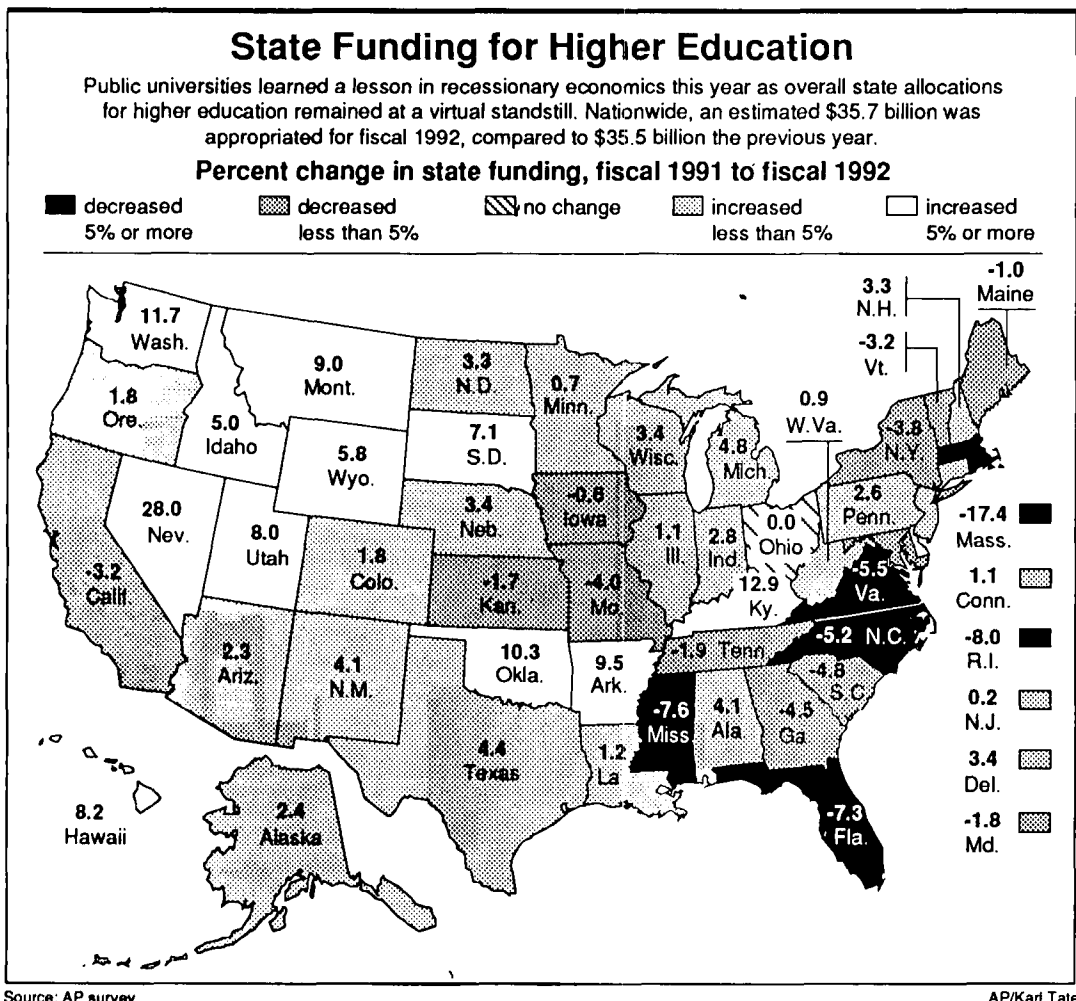 State Funding for Higher Education
Public universities learned a lesson in recessionary economics this year as overall state allocations
for higher education remained at a virtual standstill. Nationwide, an estimated $35.7 billion was
appropriated for fiscal 1992, compared to $35.5 billion the previous year.
Percent change in state funding, fiscal 1991 to fiscal 1992
decreased
5% or more
decreased
less than 5%
no change
increased
less than 5%
increased
5% or more
11.7
Wash.
1.8
Ore.
5.0
Idaho
9.0
Mont.
3.3
N.D.
0.7
Minn.
5.8
Wyo.
7.1
S.D.
3.4
Wisc.
4.8
Mich.
0.9
W.Va.
3.3
N.H.
-3.2
Vt.
-1.0
Maine
-3.8
N.Y.
28.0
Nev.
8.0
Utah
-3.2
Calif.
1.8
Colo.
3.4
Neb.
-0.6
Iowa
1.1
Ill.
2.8
Ind.
0.0
Ohio
2.6
Penn.
-1.7
Kan.
-4.0
Mo.
12.9
Ky.
-5.5
Va.
2.3
Ariz.
4.1
N.M.
10.3
Okla.
9.5
Ark.
-1.9 Tenn.
-5.2 N.C.
-4.8
S.C.
4.4
Texas
1.2
La
-7.6
Miss
4.1
Ala.
-4.5
Ga
-7.3
Fla.
8.2
Hawaii
2.4
Alaska
-17.4
Mass.
1.1
Conn.
-8.0
R.I.
0.2
N.J.
3.4
Del.
-1.8
Md.
Source: AP survey
AP/Karl Tate